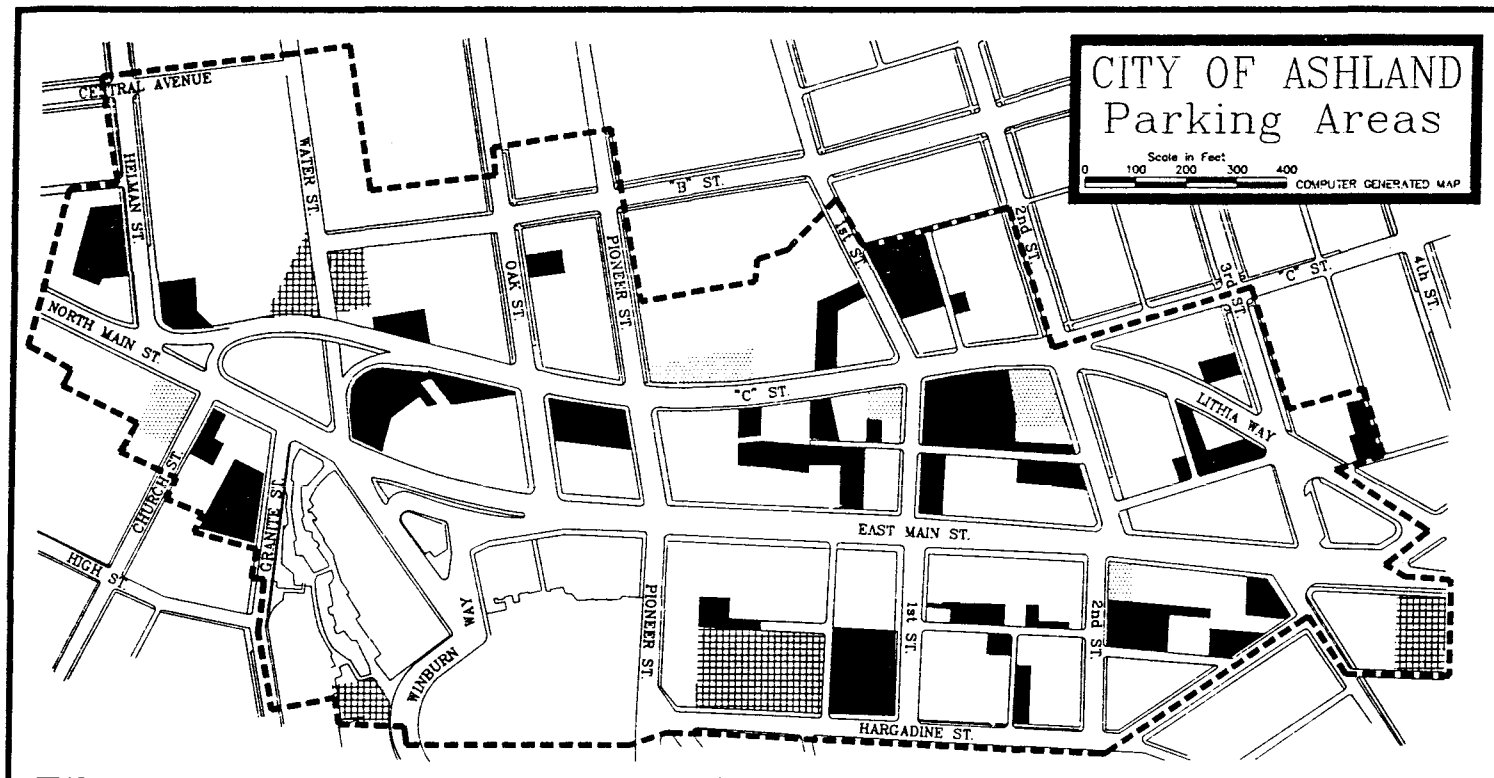 CITY OF ASHLAND
Parking Areas
Scale in Feet
0 100 200 300 400
COMPUTER GENERATED MAP
CENTRAL AVENUE
HELMAN ST.
WATER ST.
"B" ST.
1st ST.
2nd ST.
3rd ST.
"C" ST.
4th ST.
OAK ST.
PIONEER ST.
NORTH MAIN ST.
"C" ST.
LITHIA WAY
CHURCH ST.
GRANITE ST.
HIGH ST.
EAST MAIN ST.
WINBURN WAY
PIONEER ST.
1st ST.
2nd ST.
HARGADINE ST.